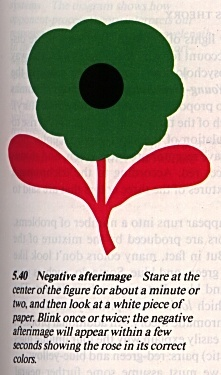 5.40 Negative afterimage Stare at the
center of the figure for about a minute or
two, and then look at a white piece of
paper. Blink once or twice; the negative
afterimage will appear within a few
seconds showing the rose in its correct
colors.